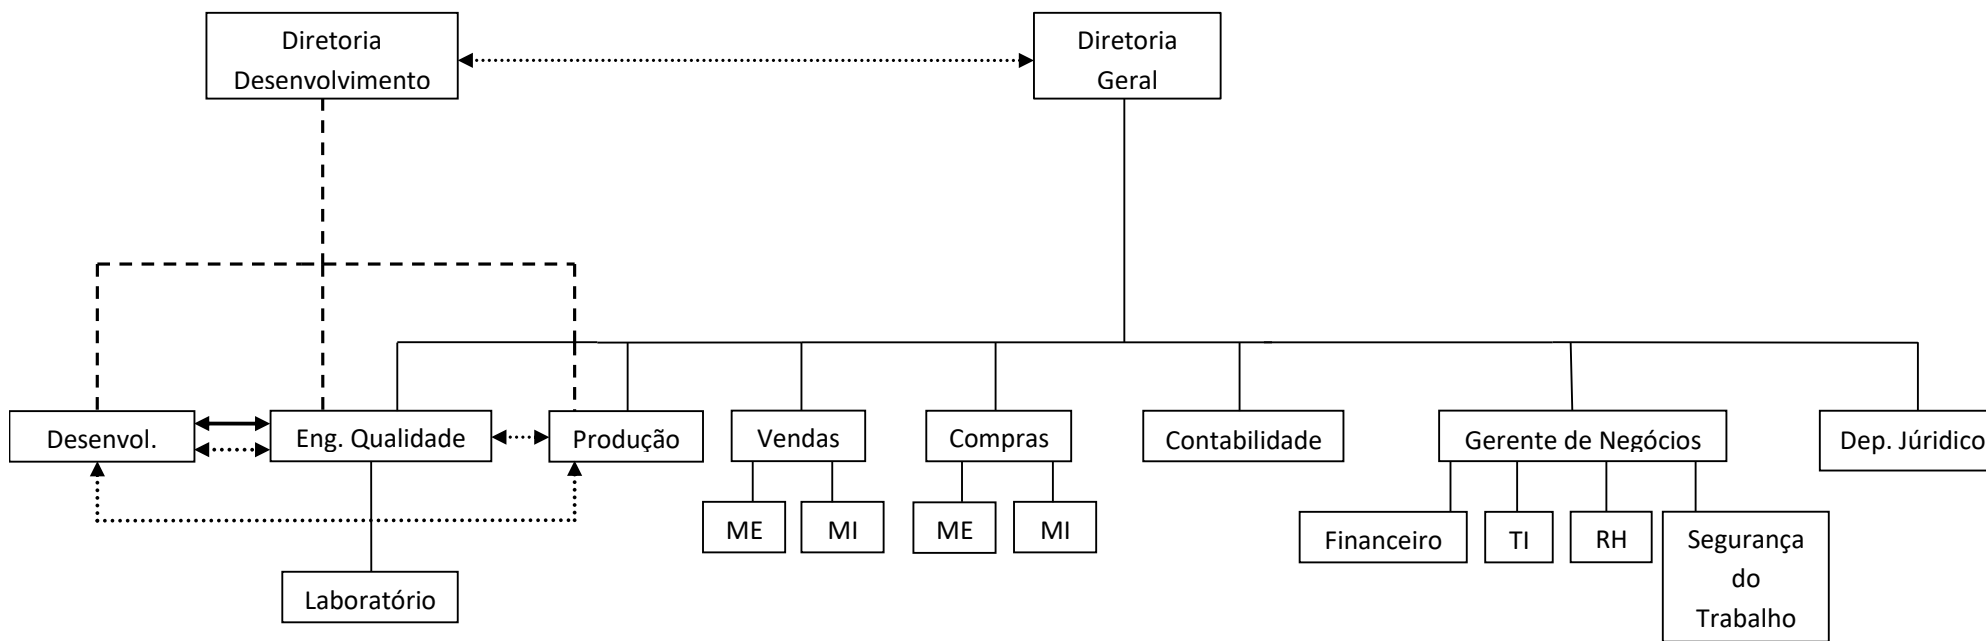 Diretoria
Desenvolvimento
Diretoria
Geral
Desenvol.
Eng. Qualidade
Produção
Vendas
Compras
Contabilidade
Gerente de Negócios
Dep. Júridico
ME
MI
ME
MI
Financeiro
TI
RH
Segurança
do
Trabalho
Laboratório